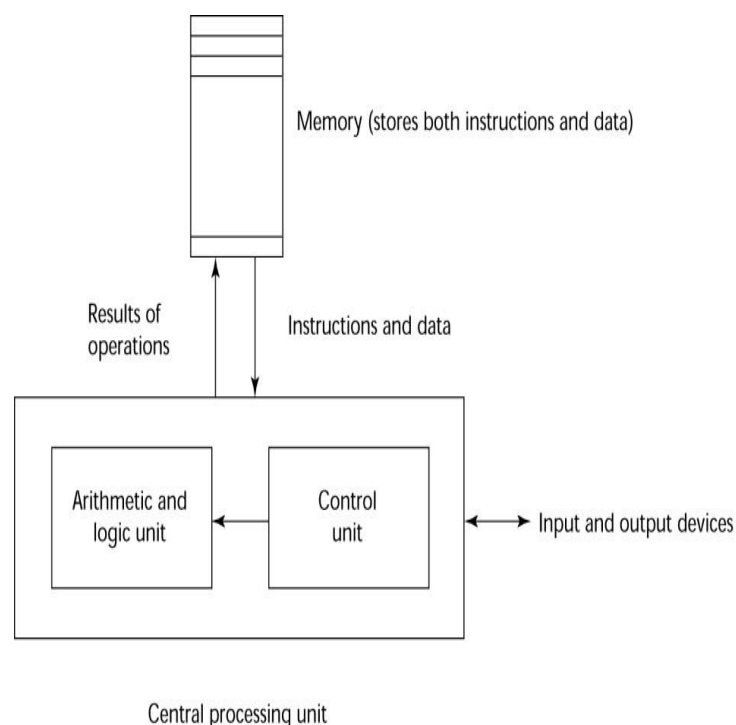 Memory (stores both instructions and data)
Results of
operations
Instructions and data
Arithmetic and
logic unit
Control
unit
Input and output devices
Central processing unit